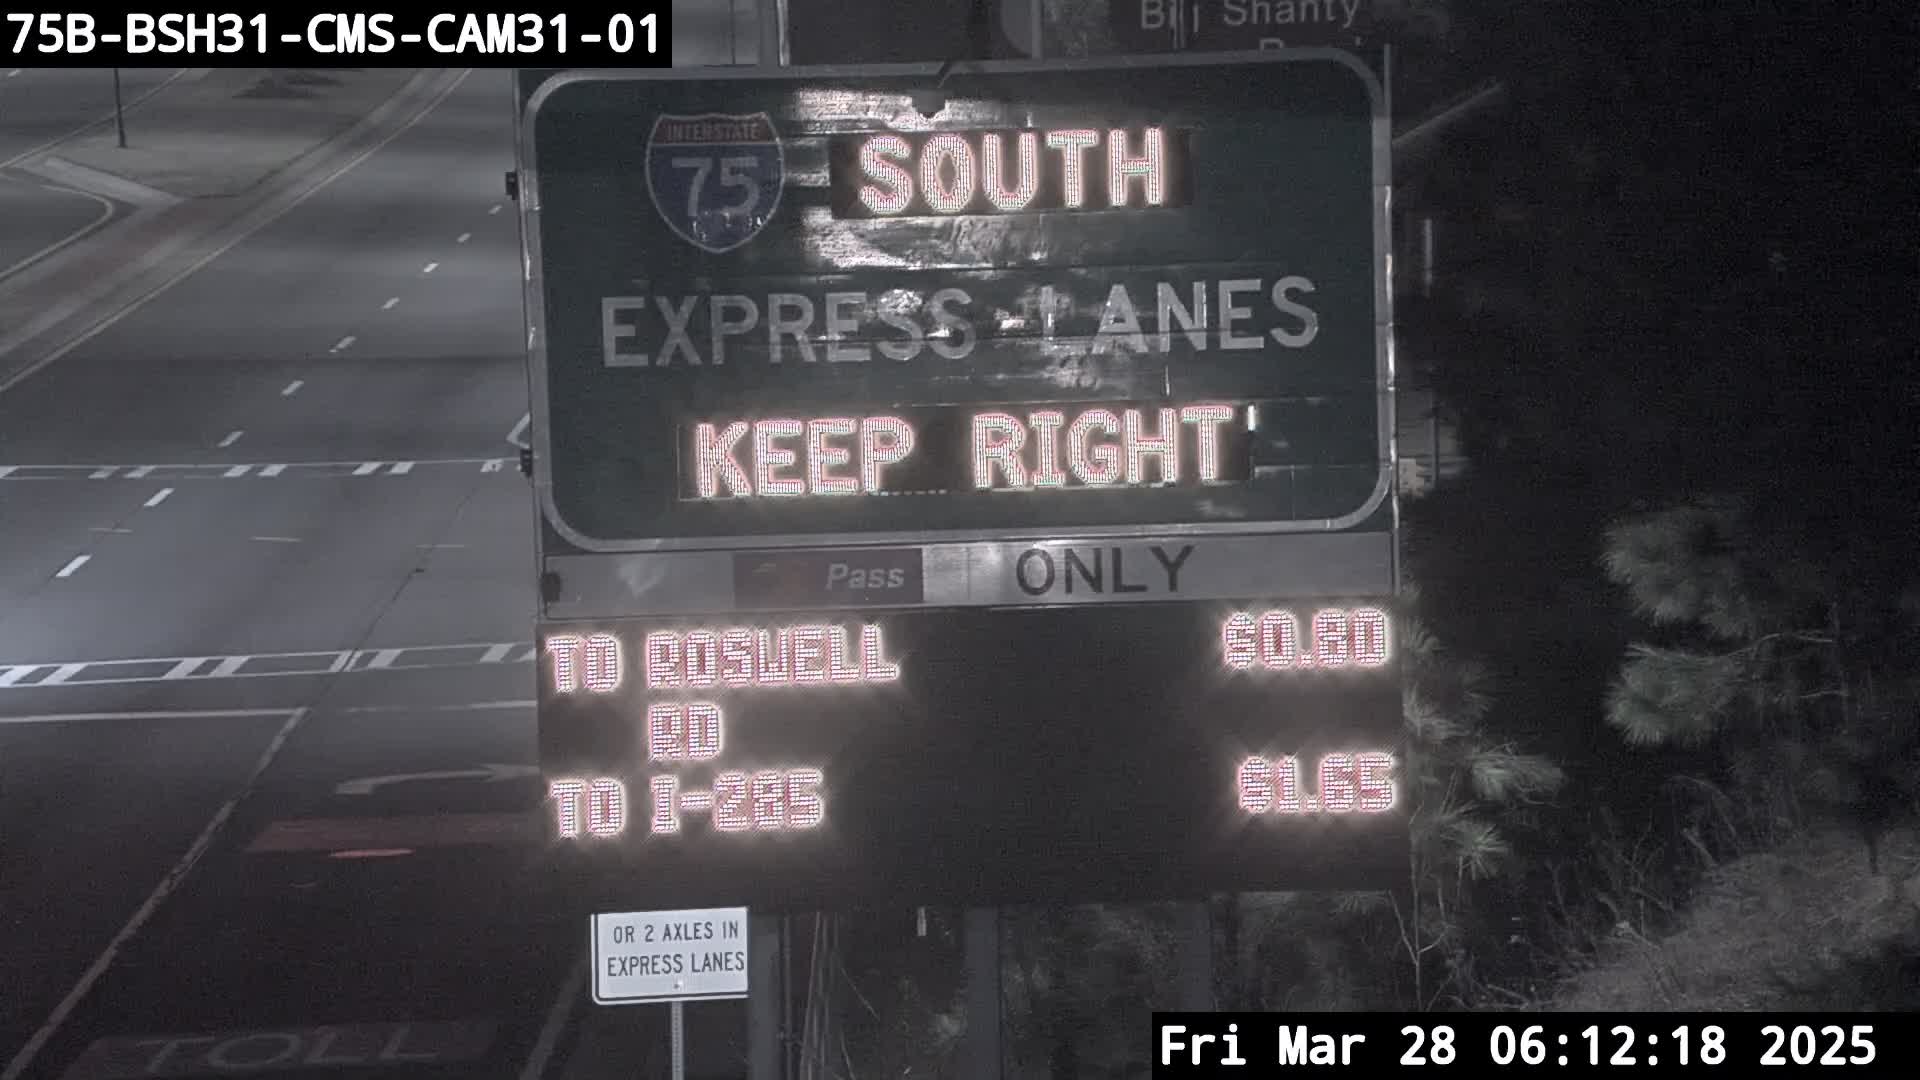 75B-BSH31-CMS-CAM31-01
Shanty
INTERSTATE
75
SOUTH
EXPRESS LANES
KEEP RIGHT
Pass ONLY
TO ROSWELL $0.80
RD
TO I-285 $1.65
OR 2 AXLES IN
EXPRESS LANES
TOLL
Fri Mar 28 06:12:18 2025